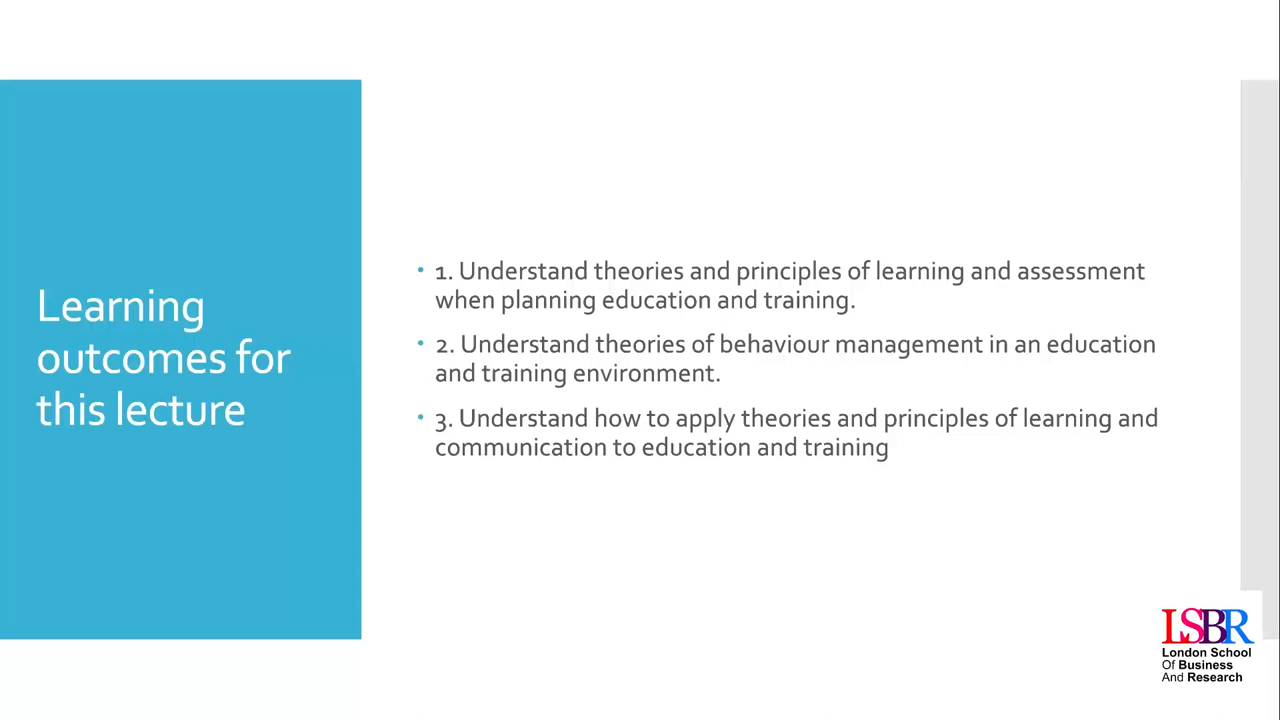 Learning
outcomes for
this lecture
• 1. Understand theories and principles of learning and assessment
when planning education and training.
• 2. Understand theories of behaviour management in an education
and training environment.
• 3. Understand how to apply theories and principles of learning and
communication to education and training
LSBR
London School
Of Business
And Research